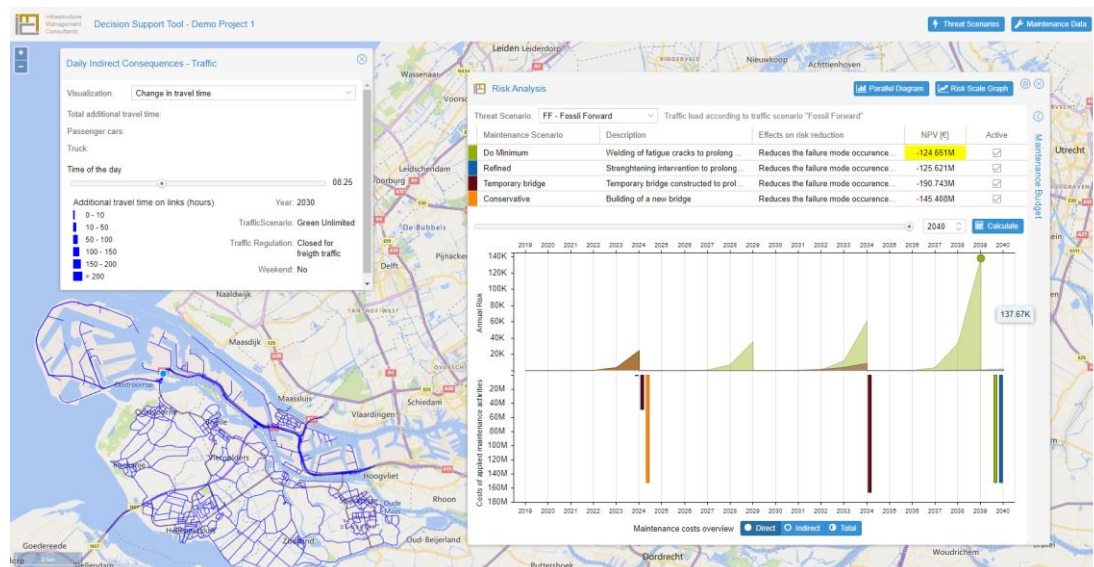 Infrastructure
Management
Consultants
Decision Support Tool - Demo Project 1
Threat Scenarios
Maintenance Data
Daily Indirect Consequences - Traffic
Visualization: Change in travel time
Total additional travel time:
Passenger cars:
Truck:
Time of the day
08:25
Additional travel time on links (hours)
0 - 10
10 - 50
50 - 100
100 - 150
150 - 200
> 200
Year: 2030
TrafficScenario: Green Unlimited
Traffic Regulation: Closed for
freigth traffic
Weekend: No
Risk Analysis
Parallel Diagram
Risk Scale Graph
Threat Scenario: FF - Fossli Forward
Traffic load according to traffic scenario "Fossil Forward"
Maintenance Scenario Description Effects on risk reduction NPV [€] Active
Do Minimum Welding of fatigue cracks to prolong ... Reduces the failure mode occurence... -124.651M
Refined Strenghtening intervention to prolong... Reduces the failure mode occurence... -125.621M
Temporary bridge Temporary bridge constructed to prol... Reduces the failure mode occurence... -190.743M
Conservative Building of a new bridge Reduces the failure mode occurence... -145.488M
2040
Calculate
Maintenance Budget
2019 2020 2021 2022 2023 2024 2025 2026 2027 2028 2029 2030 2031 2032 2033 2034 2035 2036 2037 2038 2039 2040
Annual Risk
140K
120K
100K
80K
60K
40K
20K
137.67K
Costs of applied maintenance activities
20M
40M
60M
80M
100M
120M
140M
160M
180M
2019 2020 2021 2022 2023 2024 2025 2026 2027 2028 2029 2030 2031 2032 2033 2034 2035 2036 2037 2038 2039 2040
Maintenance costs overview Direct Indirect Total
Leiden Leiderdorp
Nieuwkoop
Achttienhoven
Wassenaar
Leidschendam
Utrecht
De Bubbels
Pijnacker
Delft
Naaldwijk
Maasdijk
Maassluis
Vlaardingen
Schiedam
Oostvoorne
Brielle
Hoogvliet
Rhoon
Oude
Maas
Oud-Beijerland
Goedereede
Stellendam
Puttershoek
Dordrecht
Woudrichem